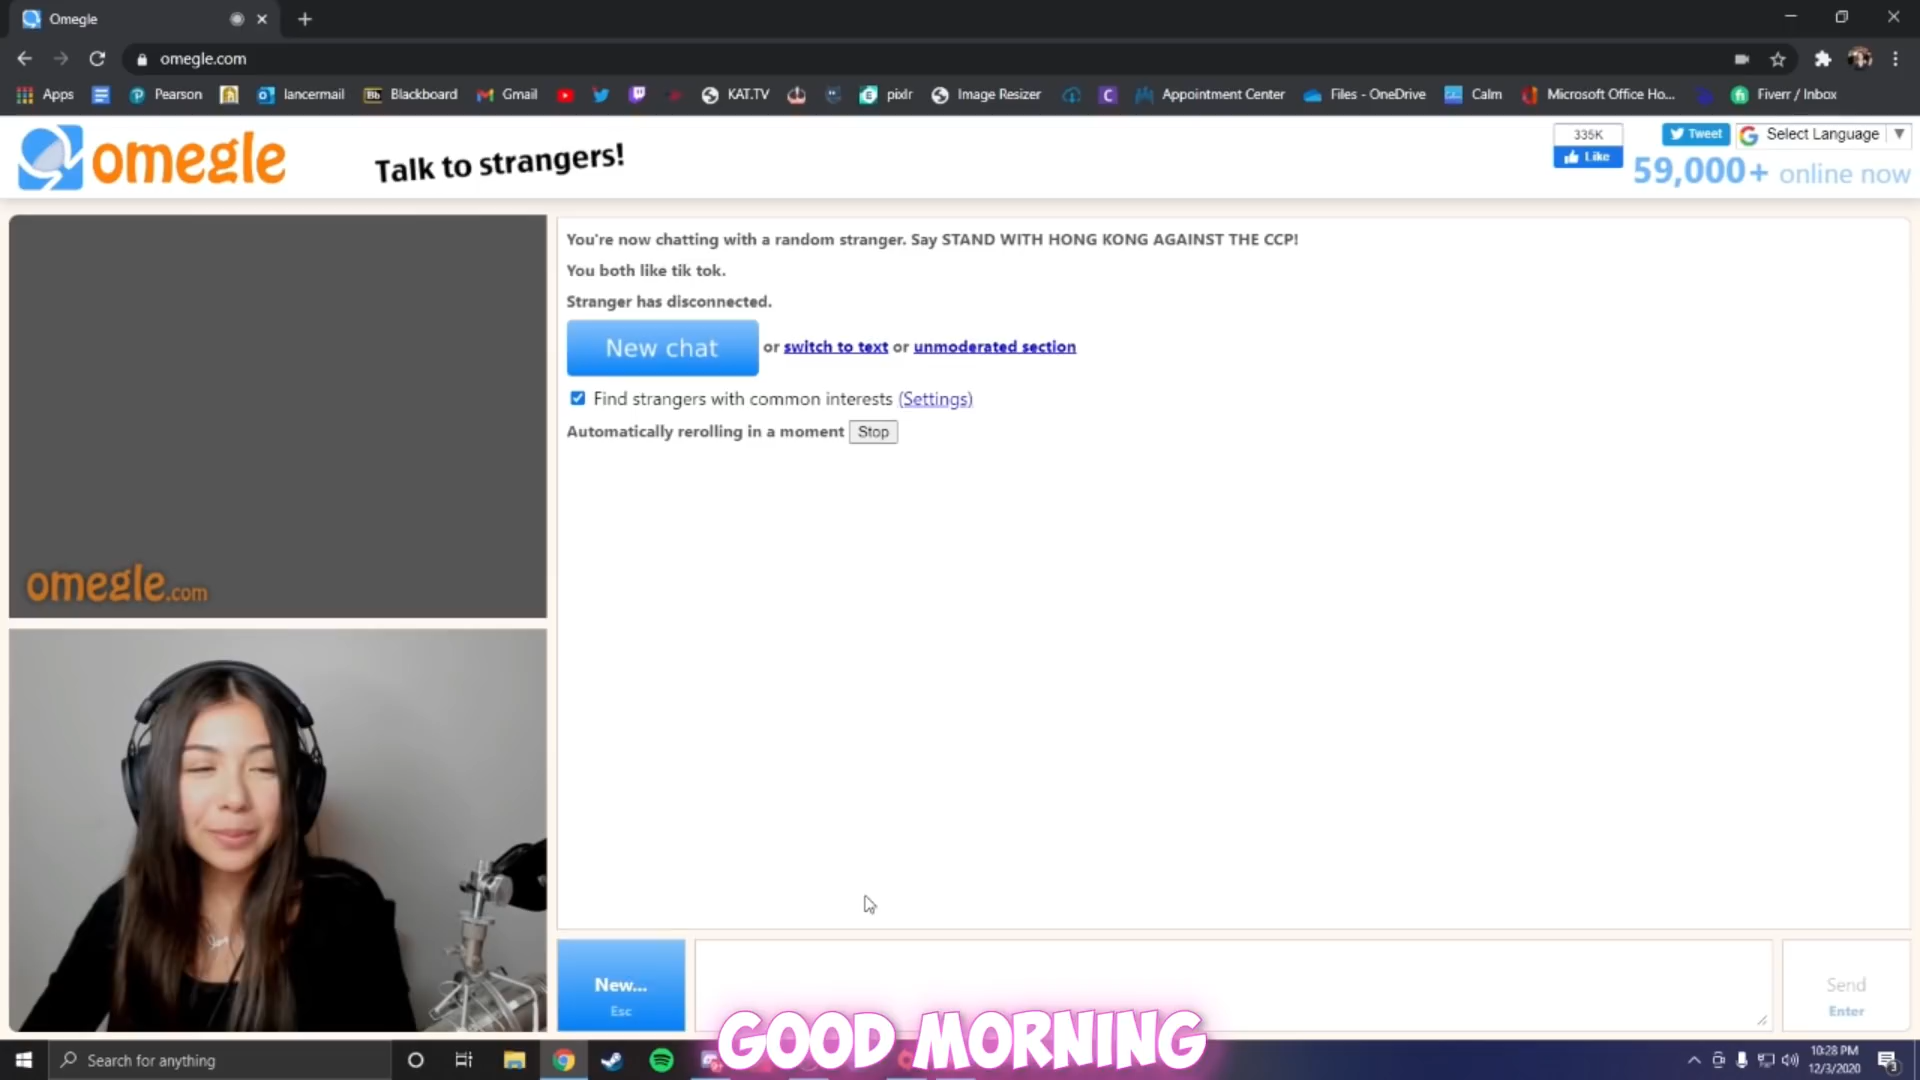 Omegle
omegle.com
Apps Pearson lancermail Blackboard Gmail KAT.TV pixlr Image Resizer Appointment Center Files - OneDrive Calm Microsoft Office Ho... Fiverr / Inbox
omegle Talk to strangers!
335K Tweet Select Language
Like
59,000+ online now
You're now chatting with a random stranger. Say STAND WITH HONG KONG AGAINST THE CCP!
You both like tik tok.
Stranger has disconnected.
New chat or switch to text or unmoderated section
Find strangers with common interests (Settings)
Automatically rerolling in a moment Stop
omegle.com
New...
Esc
Send
Enter
GOOD MORNING
Search for anything
10:28 PM
12/3/2020
3